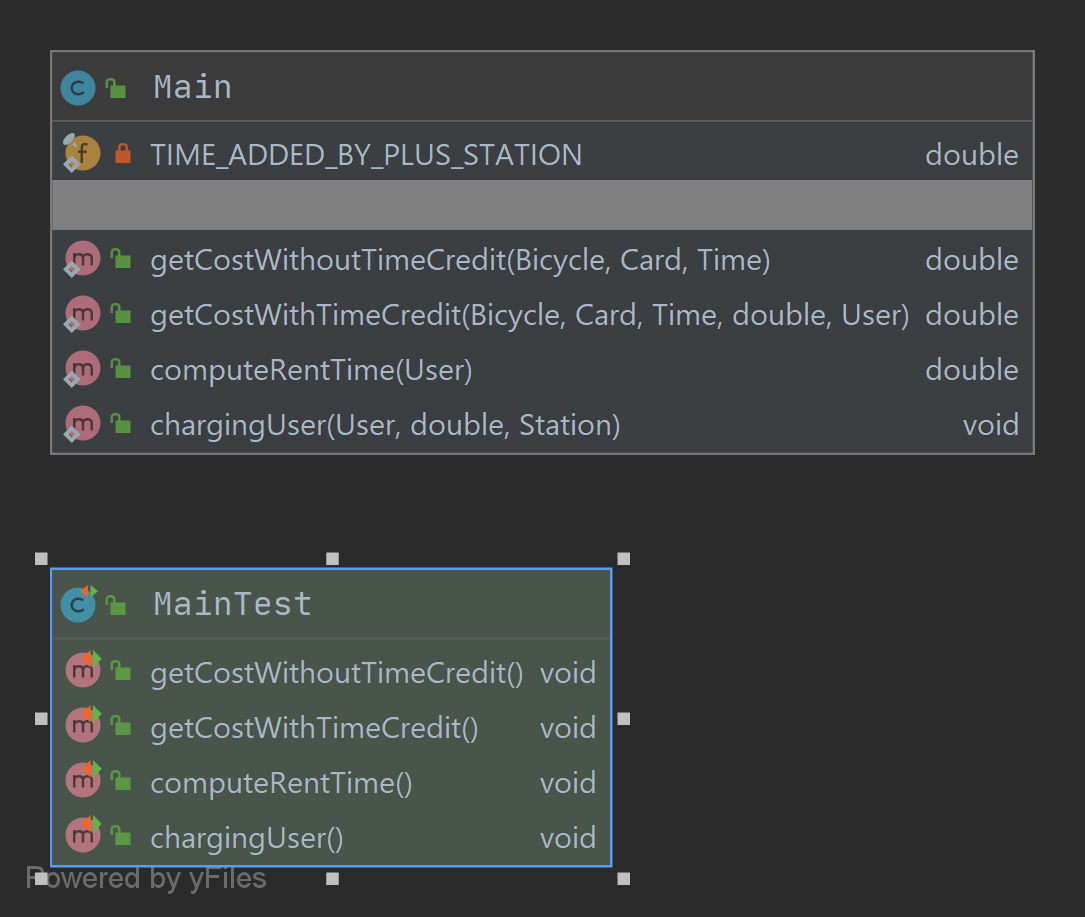 Main
TIME_ADDED_BY_PLUS_STATION double
getCostWithoutTimeCredit(Bicycle, Card, Time) double
getCostWithTimeCredit(Bicycle, Card, Time, double, User) double
computeRentTime(User) double
chargingUser(User, double, Station) void
MainTest
getCostWithoutTimeCredit() void
getCostWithTimeCredit() void
computeRentTime() void
chargingUser() void
Powered by yFiles